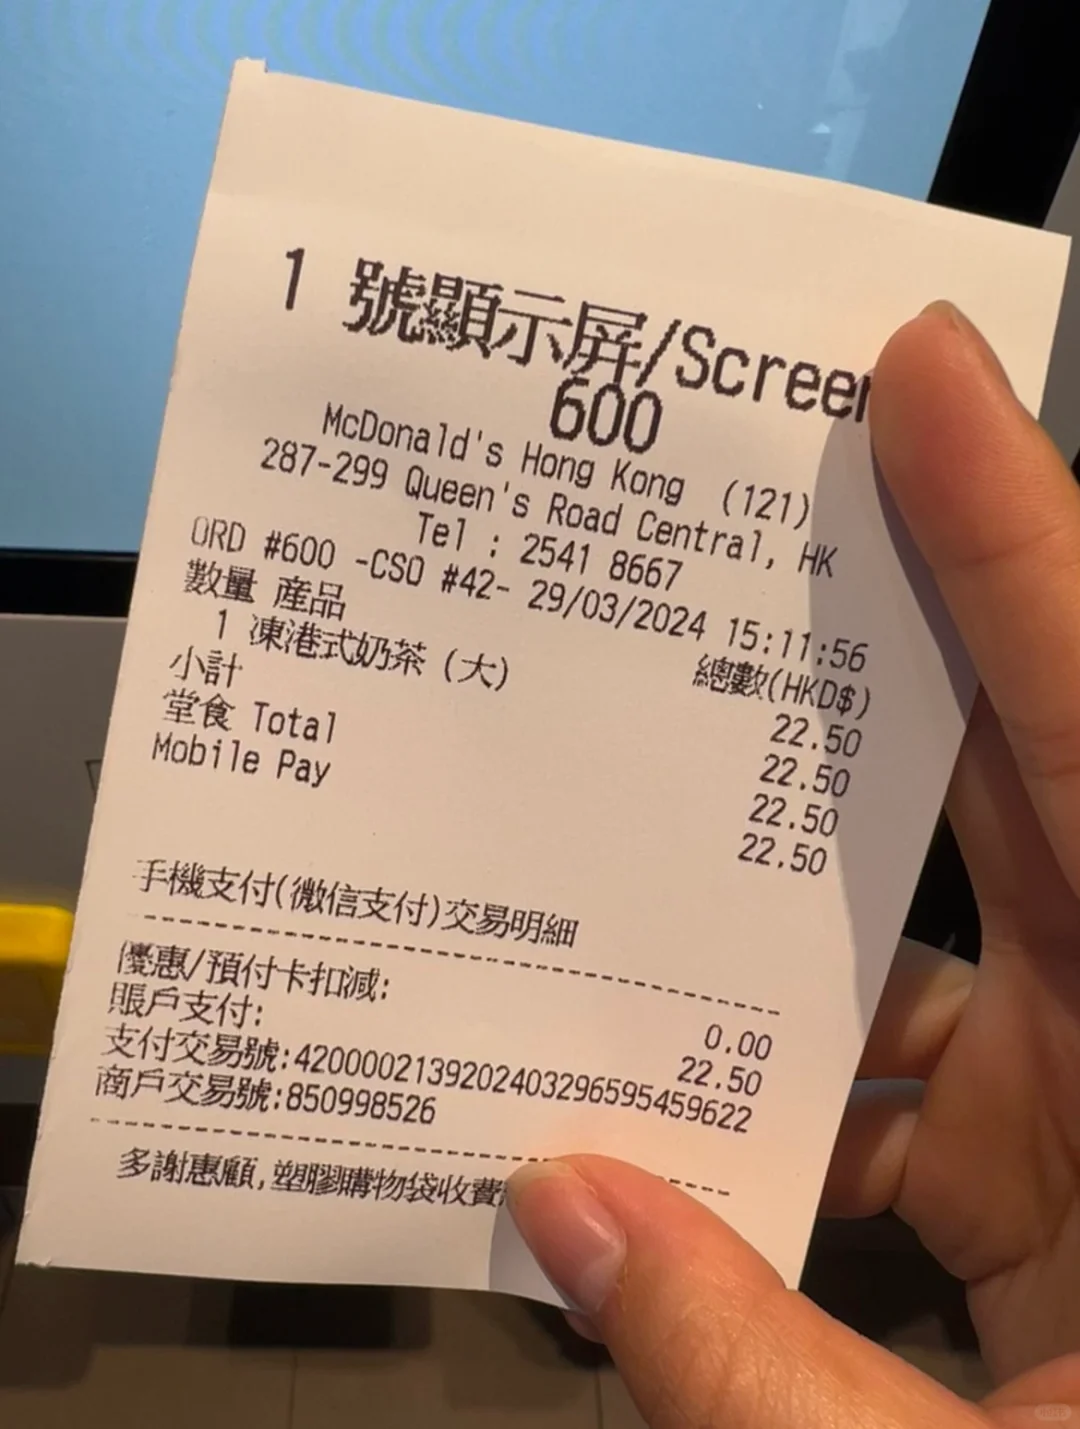 1 號顯示屏/Screen
600
McDonald's Hong Kong (121)
287-299 Queen's Road Central, HK
Tel : 2541 8667
ORD #600 -CSO #42- 29/03/2024 15:11:56
數量 產品 總數(HKD$)
1 凍港式奶茶 (大) 22.50
小計 22.50
堂食 Total 22.50
Mobile Pay 22.50
手機支付(微信支付)交易明細
優惠/預付卡扣減: 0.00
賬戶支付: 22.50
支付交易號:4200002139202403296595459622
商戶交易號:850998526
多謝惠顧,塑膠購物袋收費